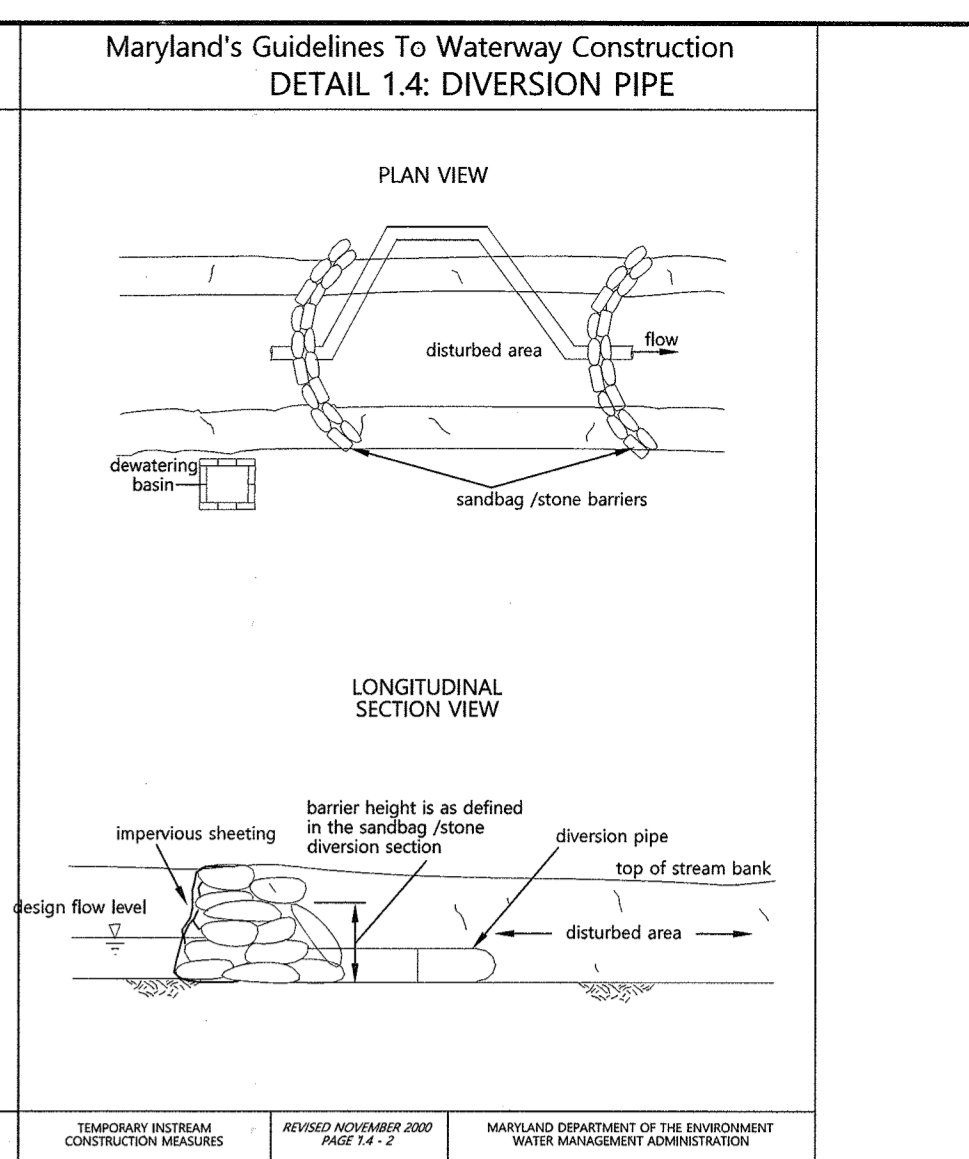 Maryland's Guidelines To Waterway Construction
DETAIL 1.4: DIVERSION PIPE
PLAN VIEW
disturbed area
flow
dewatering
basin
sandbag /stone barriers
LONGITUDINAL
SECTION VIEW
impervious sheeting
barrier height is as defined
in the sandbag /stone
diversion section
diversion pipe
top of stream bank
design flow level
disturbed area
TEMPORARY INSTREAM
CONSTRUCTION MEASURES
REVISED NOVEMBER 2000
PAGE 1.4 - 2
MARYLAND DEPARTMENT OF THE ENVIRONMENT
WATER MANAGEMENT ADMINISTRATION